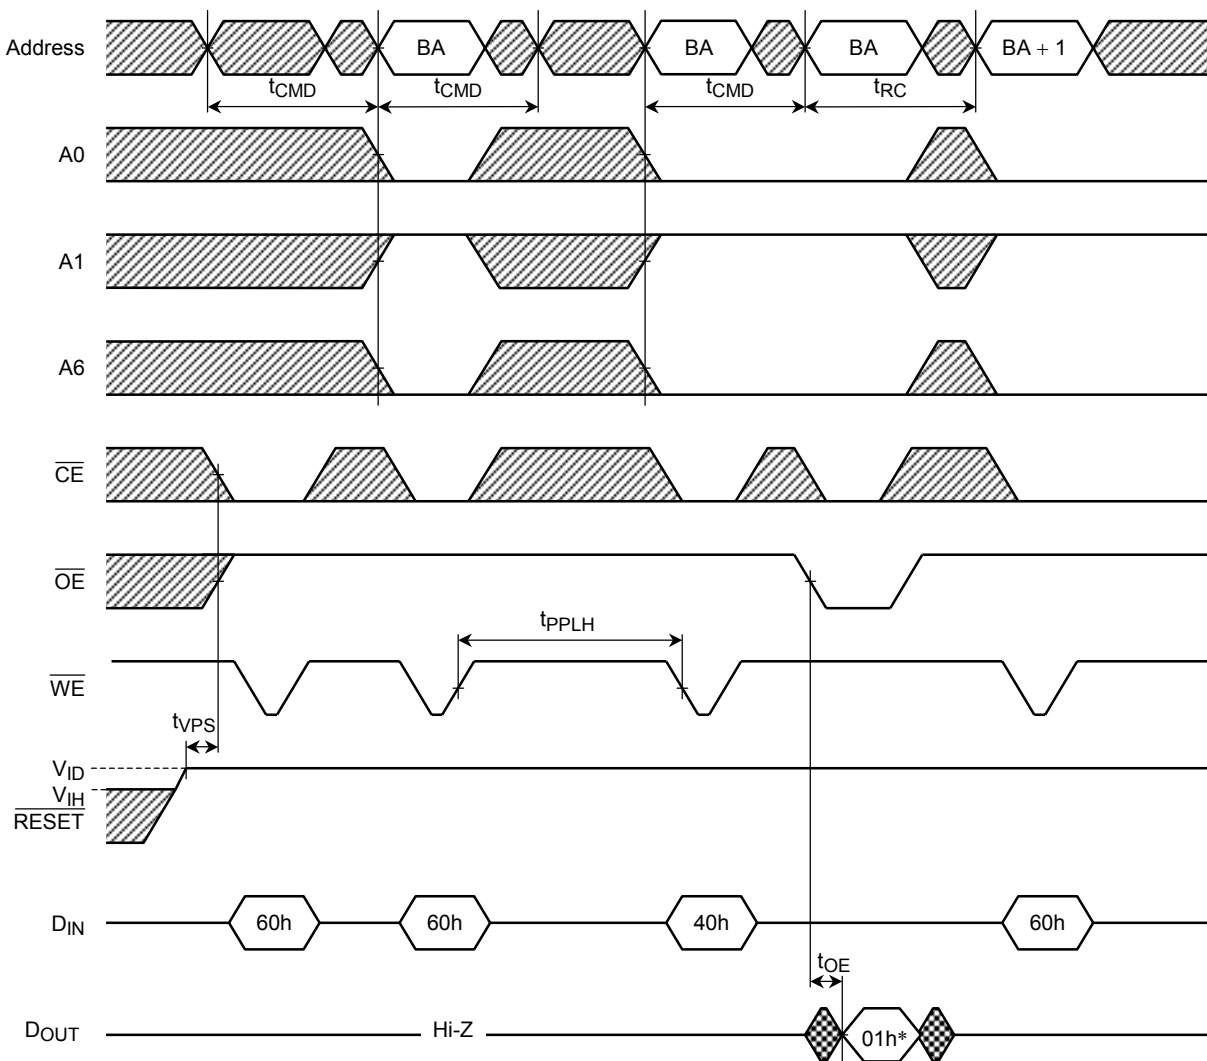 Address BA BA BA BA + 1
tCMD tCMD tCMD tRC
A0
A1
A6
CE
OE
tPPLH
WE
tVPS
VID
VIH
RESET
DIN 60h 60h 40h 60h
tOE
DOUT Hi-Z 01h*